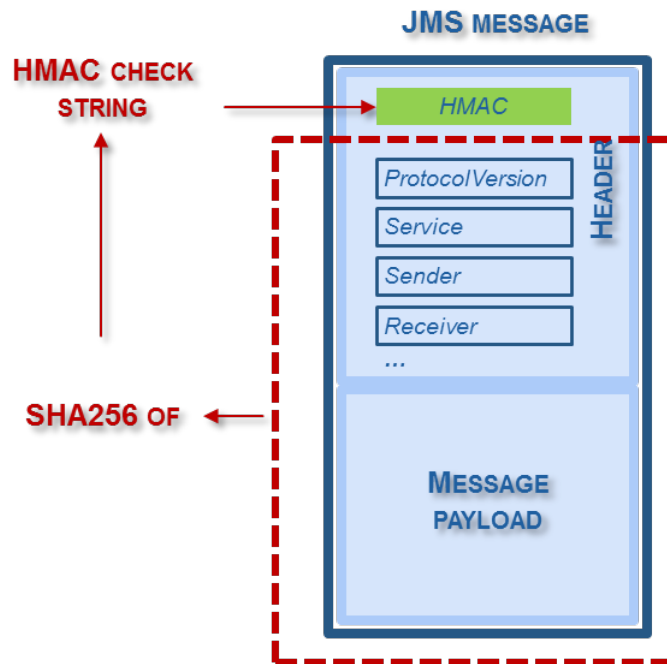 JMS MESSAGE
HMAC CHECK
STRING
HMAC
HEADER
ProtocolVersion
Service
Sender
Receiver
...
SHA256 OF
MESSAGE
PAYLOAD